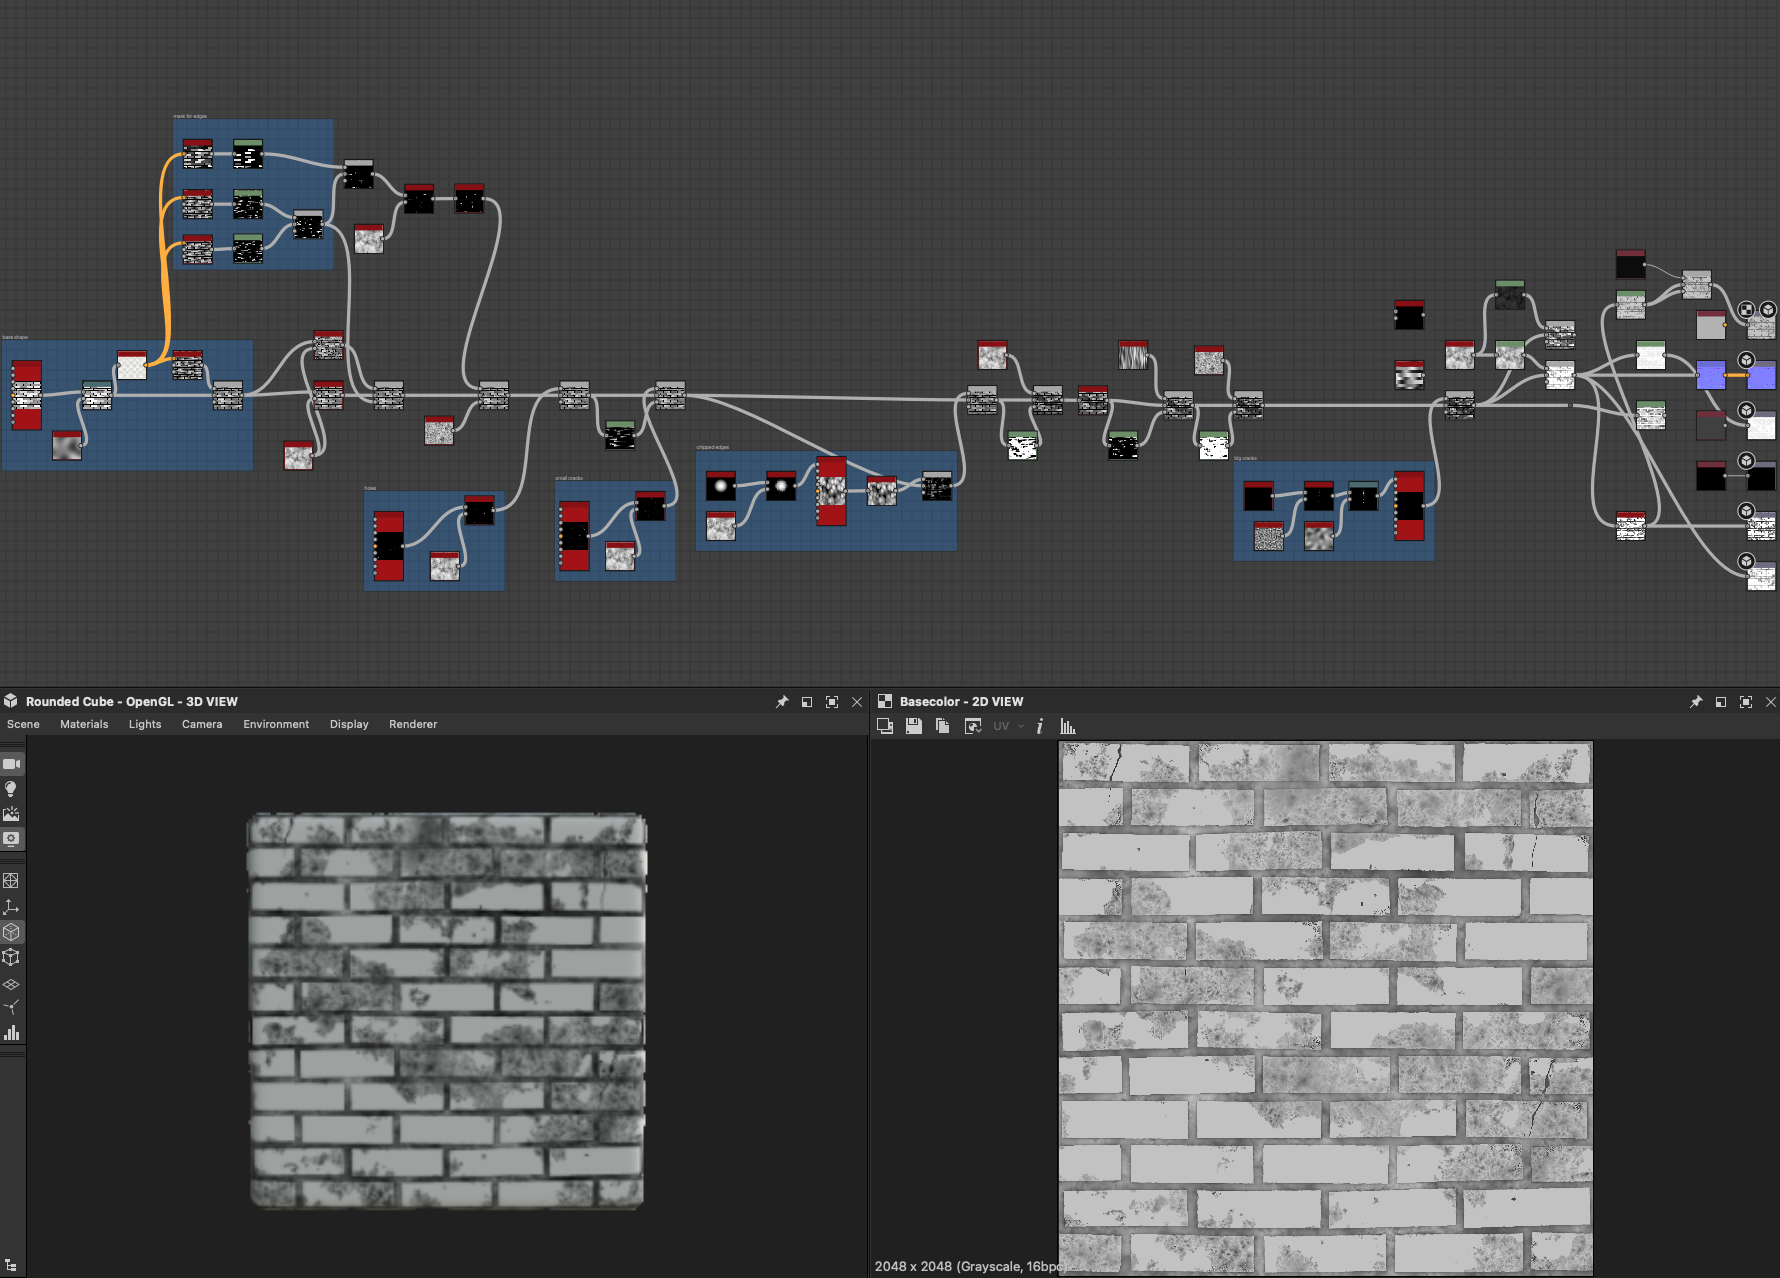 mask for edges
base shape
holes
small cracks
chipped edges
big cracks
Rounded Cube - OpenGL - 3D VIEW
Scene Materials Lights Camera Environment Display Renderer
Basecolor - 2D VIEW
UV
2048 x 2048 (Grayscale, 16bpc)